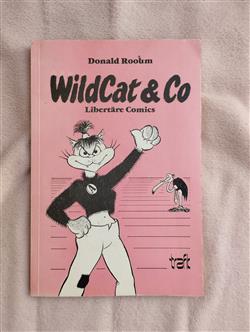 Donald Rooum
WildCat & Co
Libertäre Comics
trafik